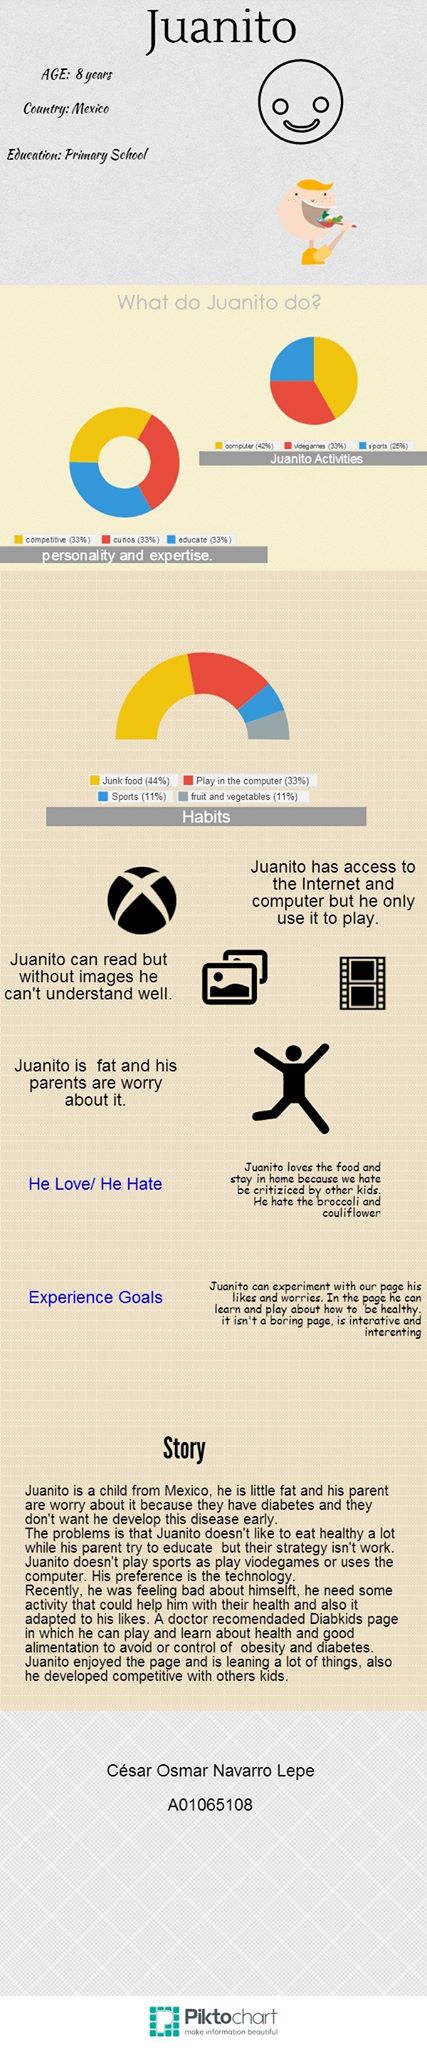 Juanito
AGE: 8 years
Country: Mexico
Education: Primary School
What do Juanito do?
computer (42%) videgames (33%) sports (25%)
Juanito Activities
competitive (33%) curios (33%) educate (33%)
personality and expertise.
Junk food (44%) Play in the computer (33%)
Sports (11%) fruit and vegetables (11%)
Habits
Juanito has access to
the Internet and
computer but he only
use it to play.
Juanito can read but
without images he
can't understand well.
Juanito is fat and his
parents are worry
about it.
He Love/ He Hate
Juanito loves the food and
stay in home because we hate
be critiziced by other kids.
He hate the broccoli and
couliflower
Experience Goals
Juanito can experiment with our page his
likes and worries. In the page he can
learn and play about how to be healthy.
it isn't a boring page, is interative and
interenting
Story
Juanito is a child from Mexico, he is little fat and his parent
are worry about it because they have diabetes and they
don't want he develop this disease early.
The problems is that Juanito doesn't like to eat healthy a lot
while his parent try to educate but their strategy isn't work.
Juanito doesn't play sports as play viodegames or uses the
computer. His preference is the technology.
Recently, he was feeling bad about himselft, he need some
activity that could help him with their health and also it
adapted to his likes. A doctor recomendaded Diabkids page
in which he can play and learn about health and good
alimentation to avoid or control of obesity and diabetes.
Juanito enjoyed the page and is leaning a lot of things, also
he developed competitive with others kids.
César Osmar Navarro Lepe
A01065108
Piktochart
make information beautiful